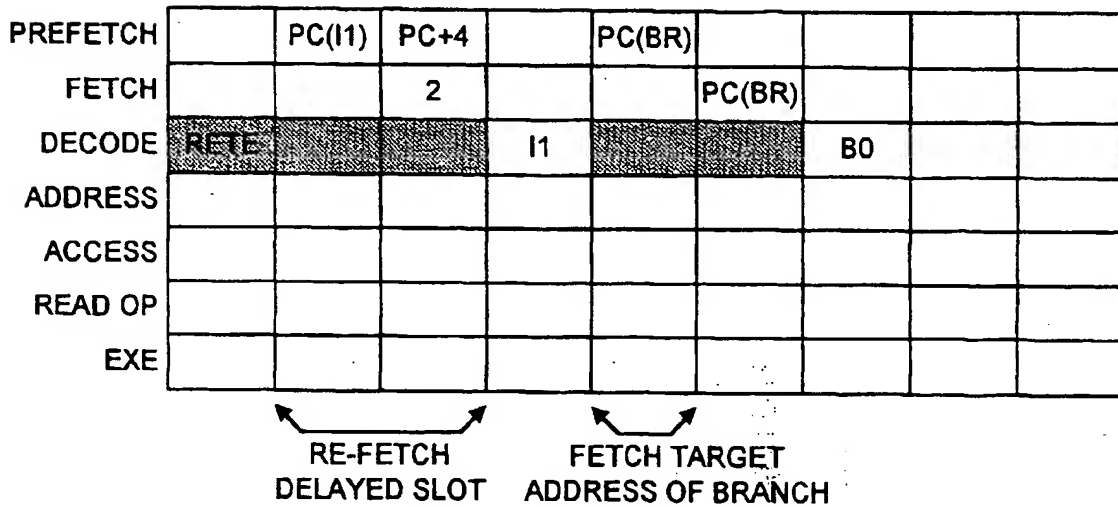 PREFETCH PC(I1) PC+4 PC(BR)
FETCH 2 PC(BR)
DECODE RETE I1 B0
ADDRESS
ACCESS
READ OP
EXE
RE-FETCH FETCH TARGET
DELAYED SLOT ADDRESS OF BRANCH